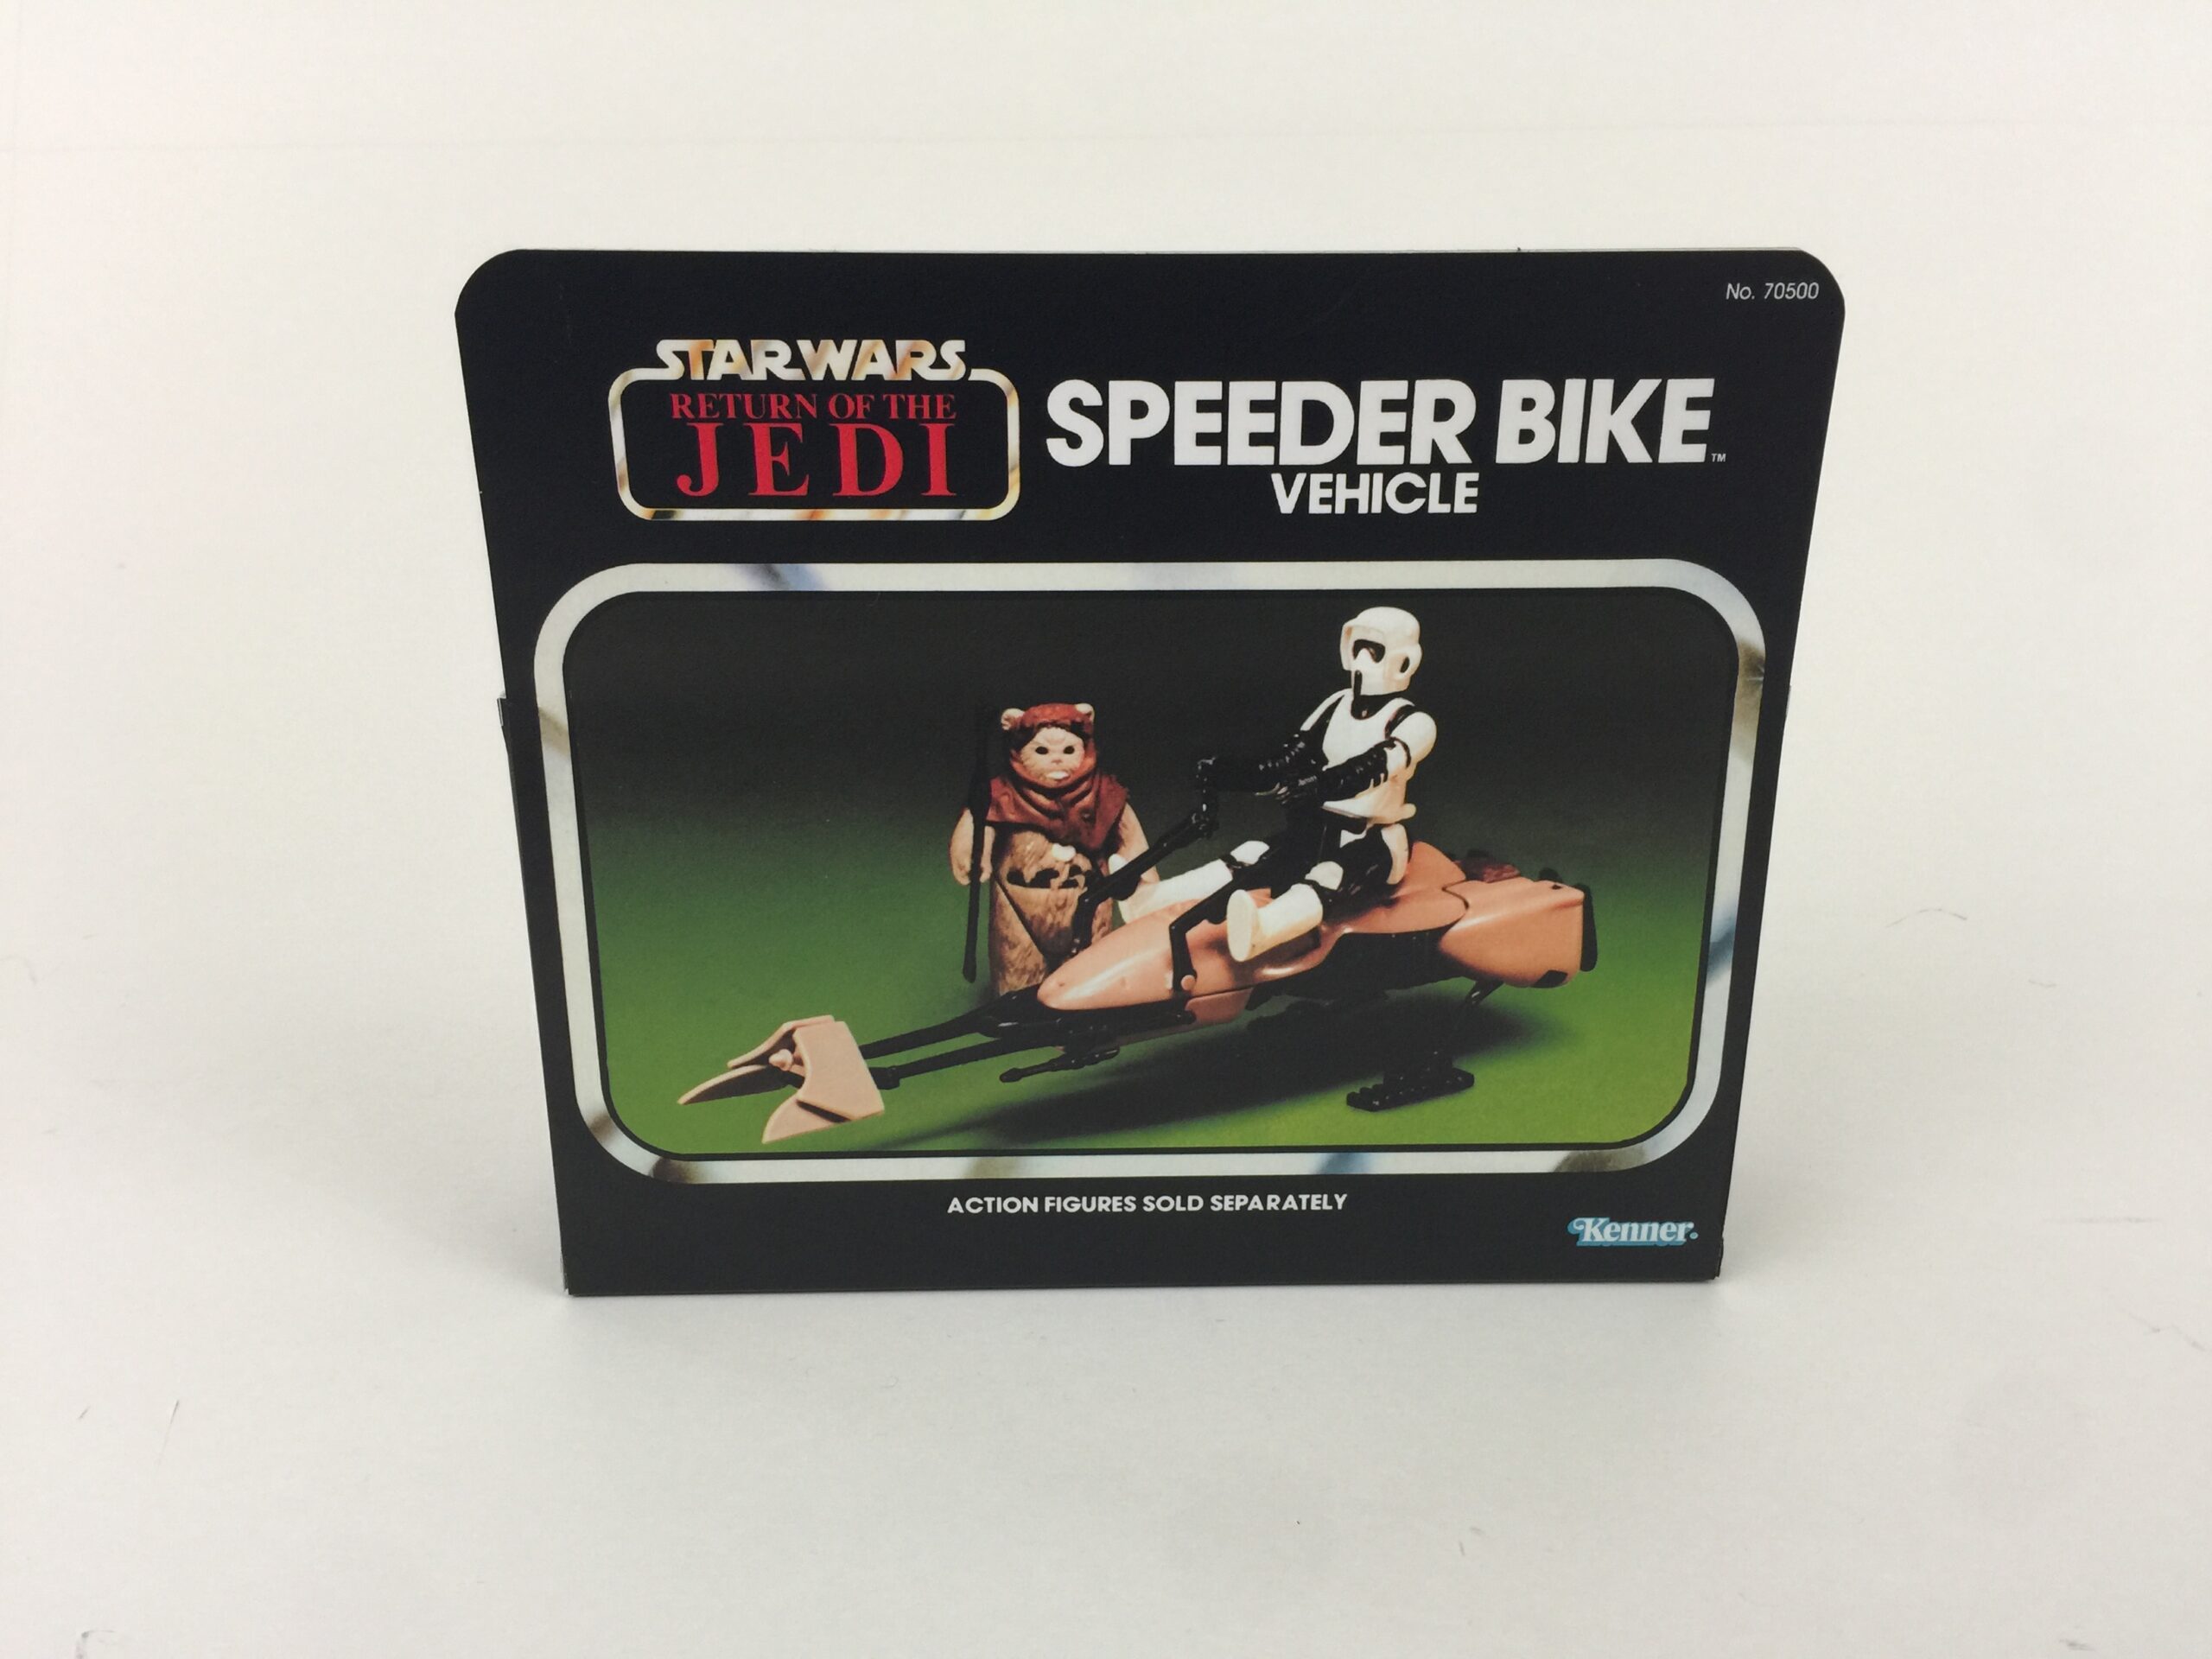 No. 70500
STAR WARS
RETURN OF THE
JEDI
SPEEDER BIKE™
VEHICLE
ACTION FIGURES SOLD SEPARATELY
Kenner